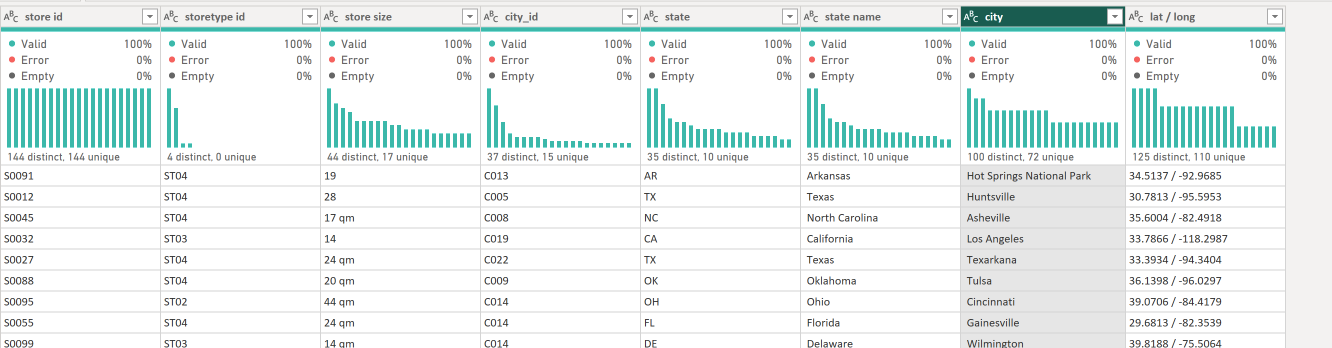 ABC store id ABC storetype id ABC store size ABC city_id ABC state ABC state name ABC city ABC lat / long
Valid 100% Valid 100% Valid 100% Valid 100% Valid 100% Valid 100% Valid 100% Valid 100%
Error 0% Error 0% Error 0% Error 0% Error 0% Error 0% Error 0% Error 0%
Empty 0% Empty 0% Empty 0% Empty 0% Empty 0% Empty 0% Empty 0% Empty 0%
144 distinct, 144 unique 4 distinct, 0 unique 44 distinct, 17 unique 37 distinct, 15 unique 35 distinct, 10 unique 35 distinct, 10 unique 100 distinct, 72 unique 125 distinct, 110 unique
S0091 ST04 19 C013 AR Arkansas Hot Springs National Park 34.5137 / -92.9685
S0012 ST04 28 C005 TX Texas Huntsville 30.7813 / -95.5953
S0045 ST04 17 qm C008 NC North Carolina Asheville 35.6004 / -82.4918
S0032 ST03 14 C019 CA California Los Angeles 33.7866 / -118.2987
S0027 ST04 24 qm C022 TX Texas Texarkana 33.3934 / -94.3404
S0088 ST04 20 qm C009 OK Oklahoma Tulsa 36.1398 / -96.0297
S0095 ST02 44 qm C014 OH Ohio Cincinnati 39.0706 / -84.4179
S0055 ST04 24 qm C014 FL Florida Gainesville 29.6813 / -82.3539
S0099 ST03 14 qm C014 DE Delaware Wilmington 39.8188 / -75.5064